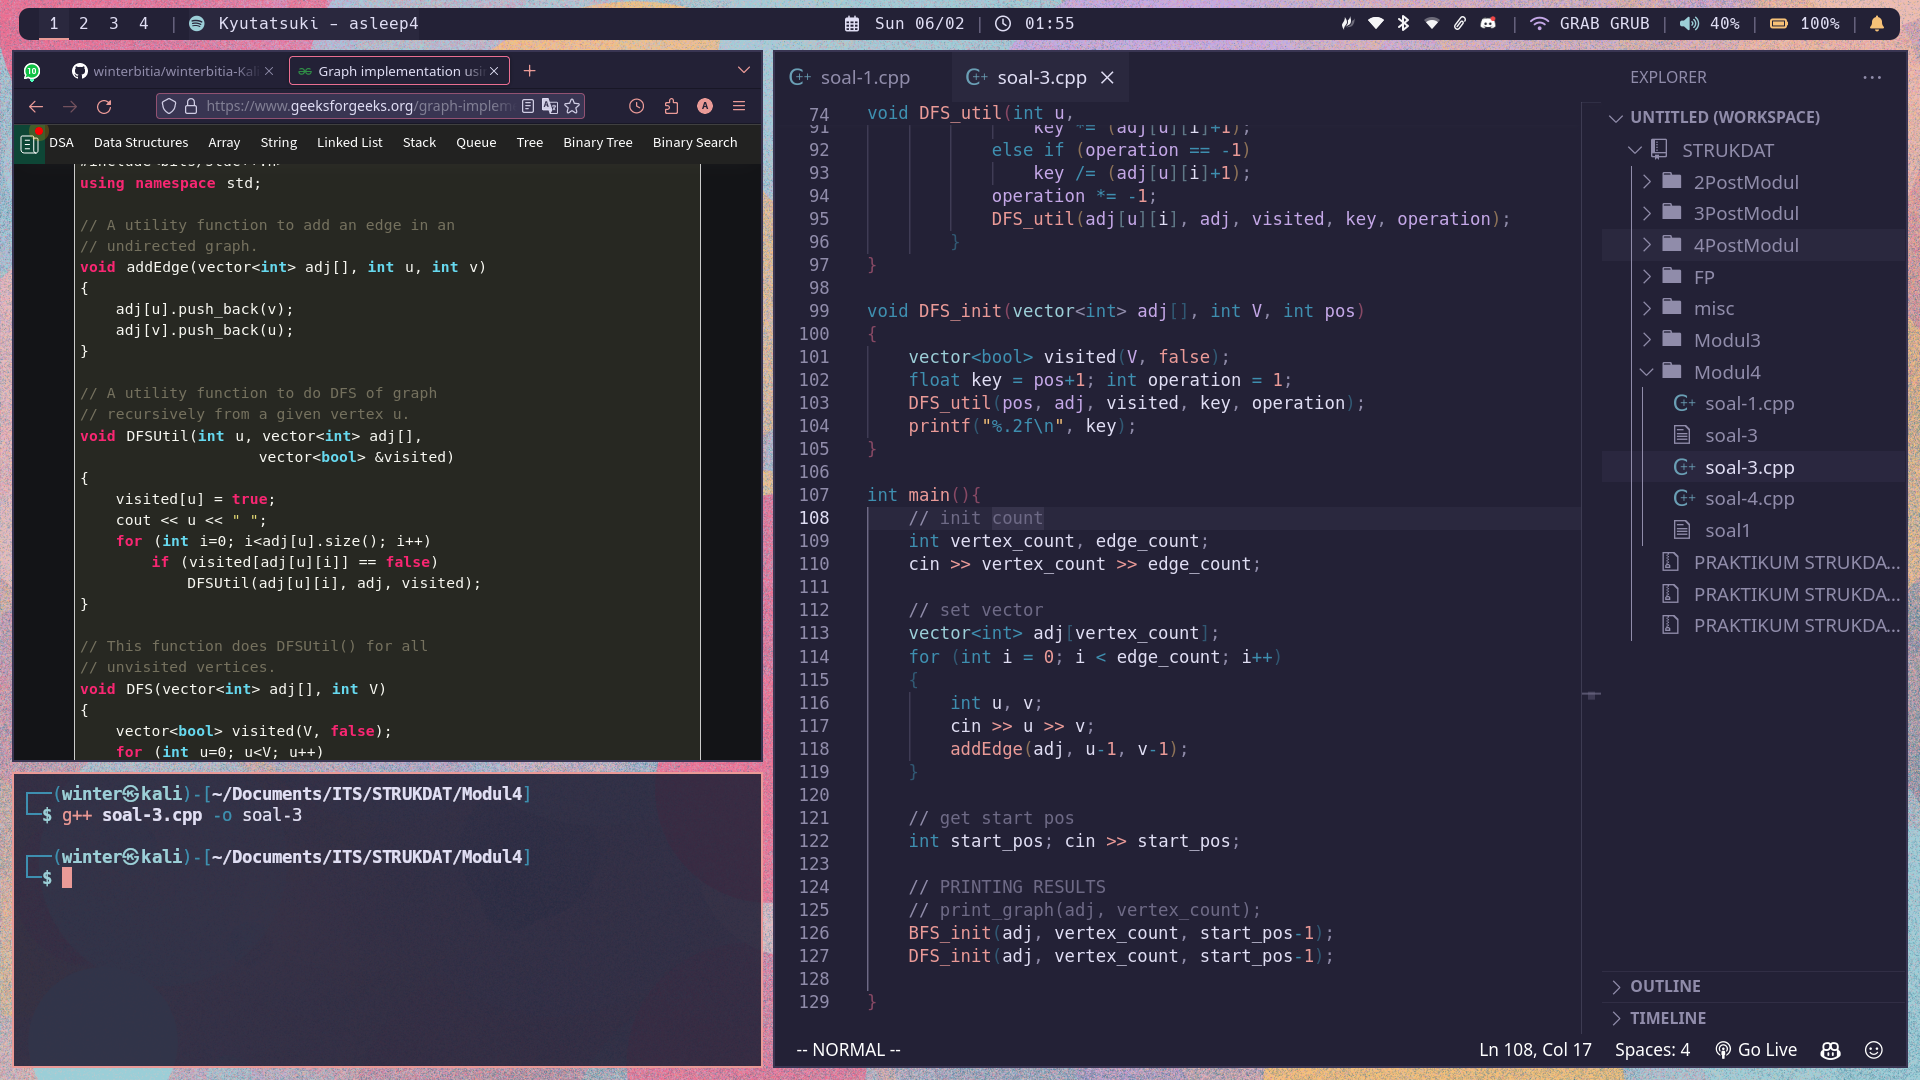 1 2 3 4 | Kyutatsuki - asleep4
Sun 06/02 | 01:55
| GRAB GRUB | 40% | 100% |
10
winterbitia/winterbitia-Kal
Graph implementation usi
https://www.geeksforgeeks.org/graph-implem
A
DSA Data Structures Array String Linked List Stack Queue Tree Binary Tree Binary Search
using namespace std;
// A utility function to add an edge in an
// undirected graph.
void addEdge(vector<int> adj[], int u, int v)
{
adj[u].push_back(v);
adj[v].push_back(u);
}
// A utility function to do DFS of graph
// recursively from a given vertex u.
void DFSUtil(int u, vector<int> adj[],
vector<bool> &visited)
{
visited[u] = true;
cout << u << " ";
for (int i=0; i<adj[u].size(); i++)
if (visited[adj[u][i]] == false)
DFSUtil(adj[u][i], adj, visited);
}
// This function does DFSUtil() for all
// unvisited vertices.
void DFS(vector<int> adj[], int V)
{
vector<bool> visited(V, false);
for (int u=0; u<V; u++)
(winter㉿kali)-[~/Documents/ITS/STRUKDAT/Modul4]
$ g++ soal-3.cpp -o soal-3
(winter㉿kali)-[~/Documents/ITS/STRUKDAT/Modul4]
$
soal-1.cpp
soal-3.cpp
74 void DFS_util(int u,
91 key *= (adj[u][i]+1);
92 else if (operation == -1)
93 key /= (adj[u][i]+1);
94 operation *= -1;
95 DFS_util(adj[u][i], adj, visited, key, operation);
96 }
97 }
98
99 void DFS_init(vector<int> adj[], int V, int pos)
100 {
101 vector<bool> visited(V, false);
102 float key = pos+1; int operation = 1;
103 DFS_util(pos, adj, visited, key, operation);
104 printf("%.2f\n", key);
105 }
106
107 int main(){
108 // init count
109 int vertex_count, edge_count;
110 cin >> vertex_count >> edge_count;
111
112 // set vector
113 vector<int> adj[vertex_count];
114 for (int i = 0; i < edge_count; i++)
115 {
116 int u, v;
117 cin >> u >> v;
118 addEdge(adj, u-1, v-1);
119 }
120
121 // get start pos
122 int start_pos; cin >> start_pos;
123
124 // PRINTING RESULTS
125 // print_graph(adj, vertex_count);
126 BFS_init(adj, vertex_count, start_pos-1);
127 DFS_init(adj, vertex_count, start_pos-1);
128
129 }
-- NORMAL --
Ln 108, Col 17 Spaces: 4 Go Live
EXPLORER
UNTITLED (WORKSPACE)
STRUKDAT
2PostModul
3PostModul
4PostModul
FP
misc
Modul3
Modul4
soal-1.cpp
soal-3
soal-3.cpp
soal-4.cpp
soal1
PRAKTIKUM STRUKDA...
PRAKTIKUM STRUKDA...
PRAKTIKUM STRUKDA...
OUTLINE
TIMELINE